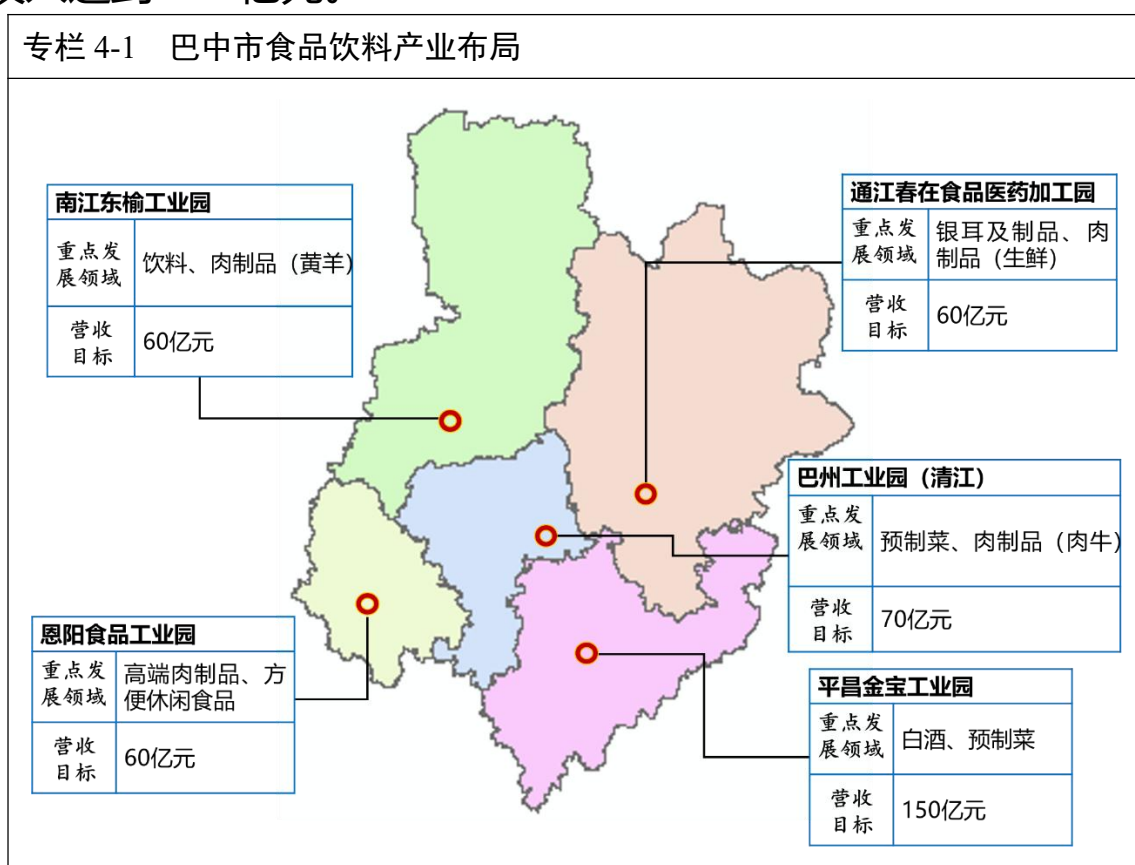 专栏 4-1 巴中市食品饮料产业布局
南江东榆工业园
重点发
展领域
饮料、肉制品（黄羊）
营收
目标
60亿元
通江春在食品医药加工园
重点发
展领域
银耳及制品、肉
制品（生鲜）
营收
目标
60亿元
巴州工业园（清江）
重点发
展领域
预制菜、肉制品（肉牛）
营收
目标
70亿元
恩阳食品工业园
重点发
展领域
高端肉制品、方
便休闲食品
营收
目标
60亿元
平昌金宝工业园
重点发
展领域
白酒、预制菜
营收
目标
150亿元